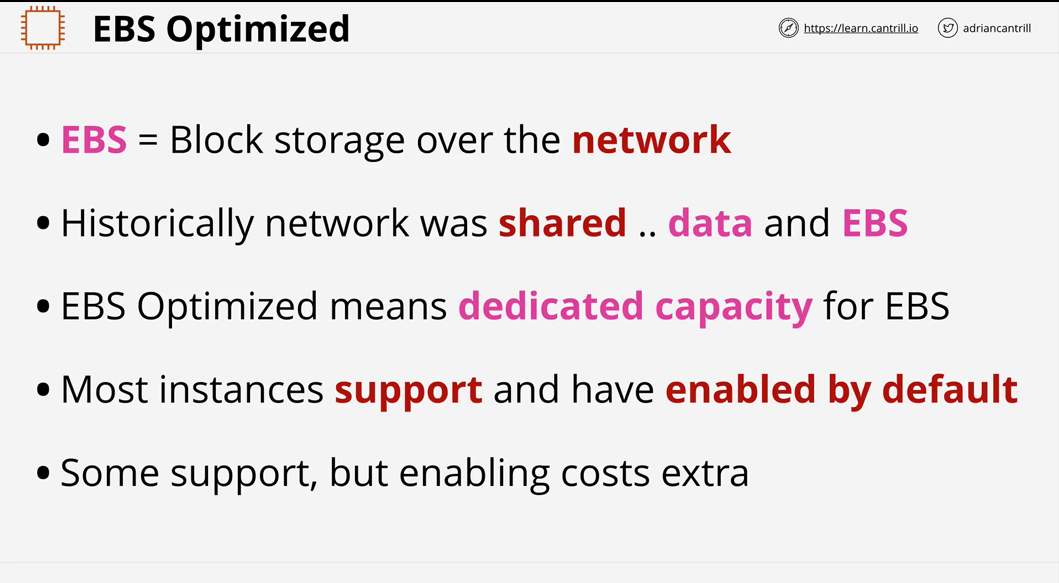 EBS Optimized
https://learn.cantrill.io
adriancantrill
• EBS = Block storage over the network
• Historically network was shared .. data and EBS
• EBS Optimized means dedicated capacity for EBS
• Most instances support and have enabled by default
• Some support, but enabling costs extra